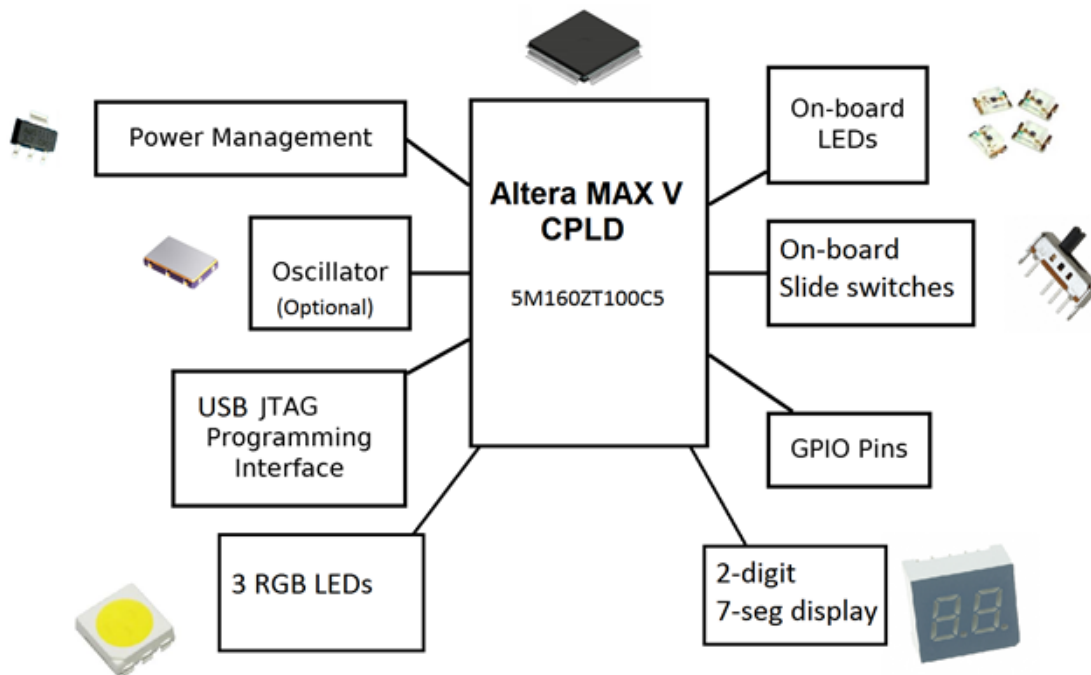 Power Management
Oscillator
(Optional)
USB JTAG
Programming
Interface
3 RGB LEDs
Altera MAX V
CPLD
5M160ZT100C5
On-board
LEDs
On-board
Slide switches
GPIO Pins
2-digit
7-seg display